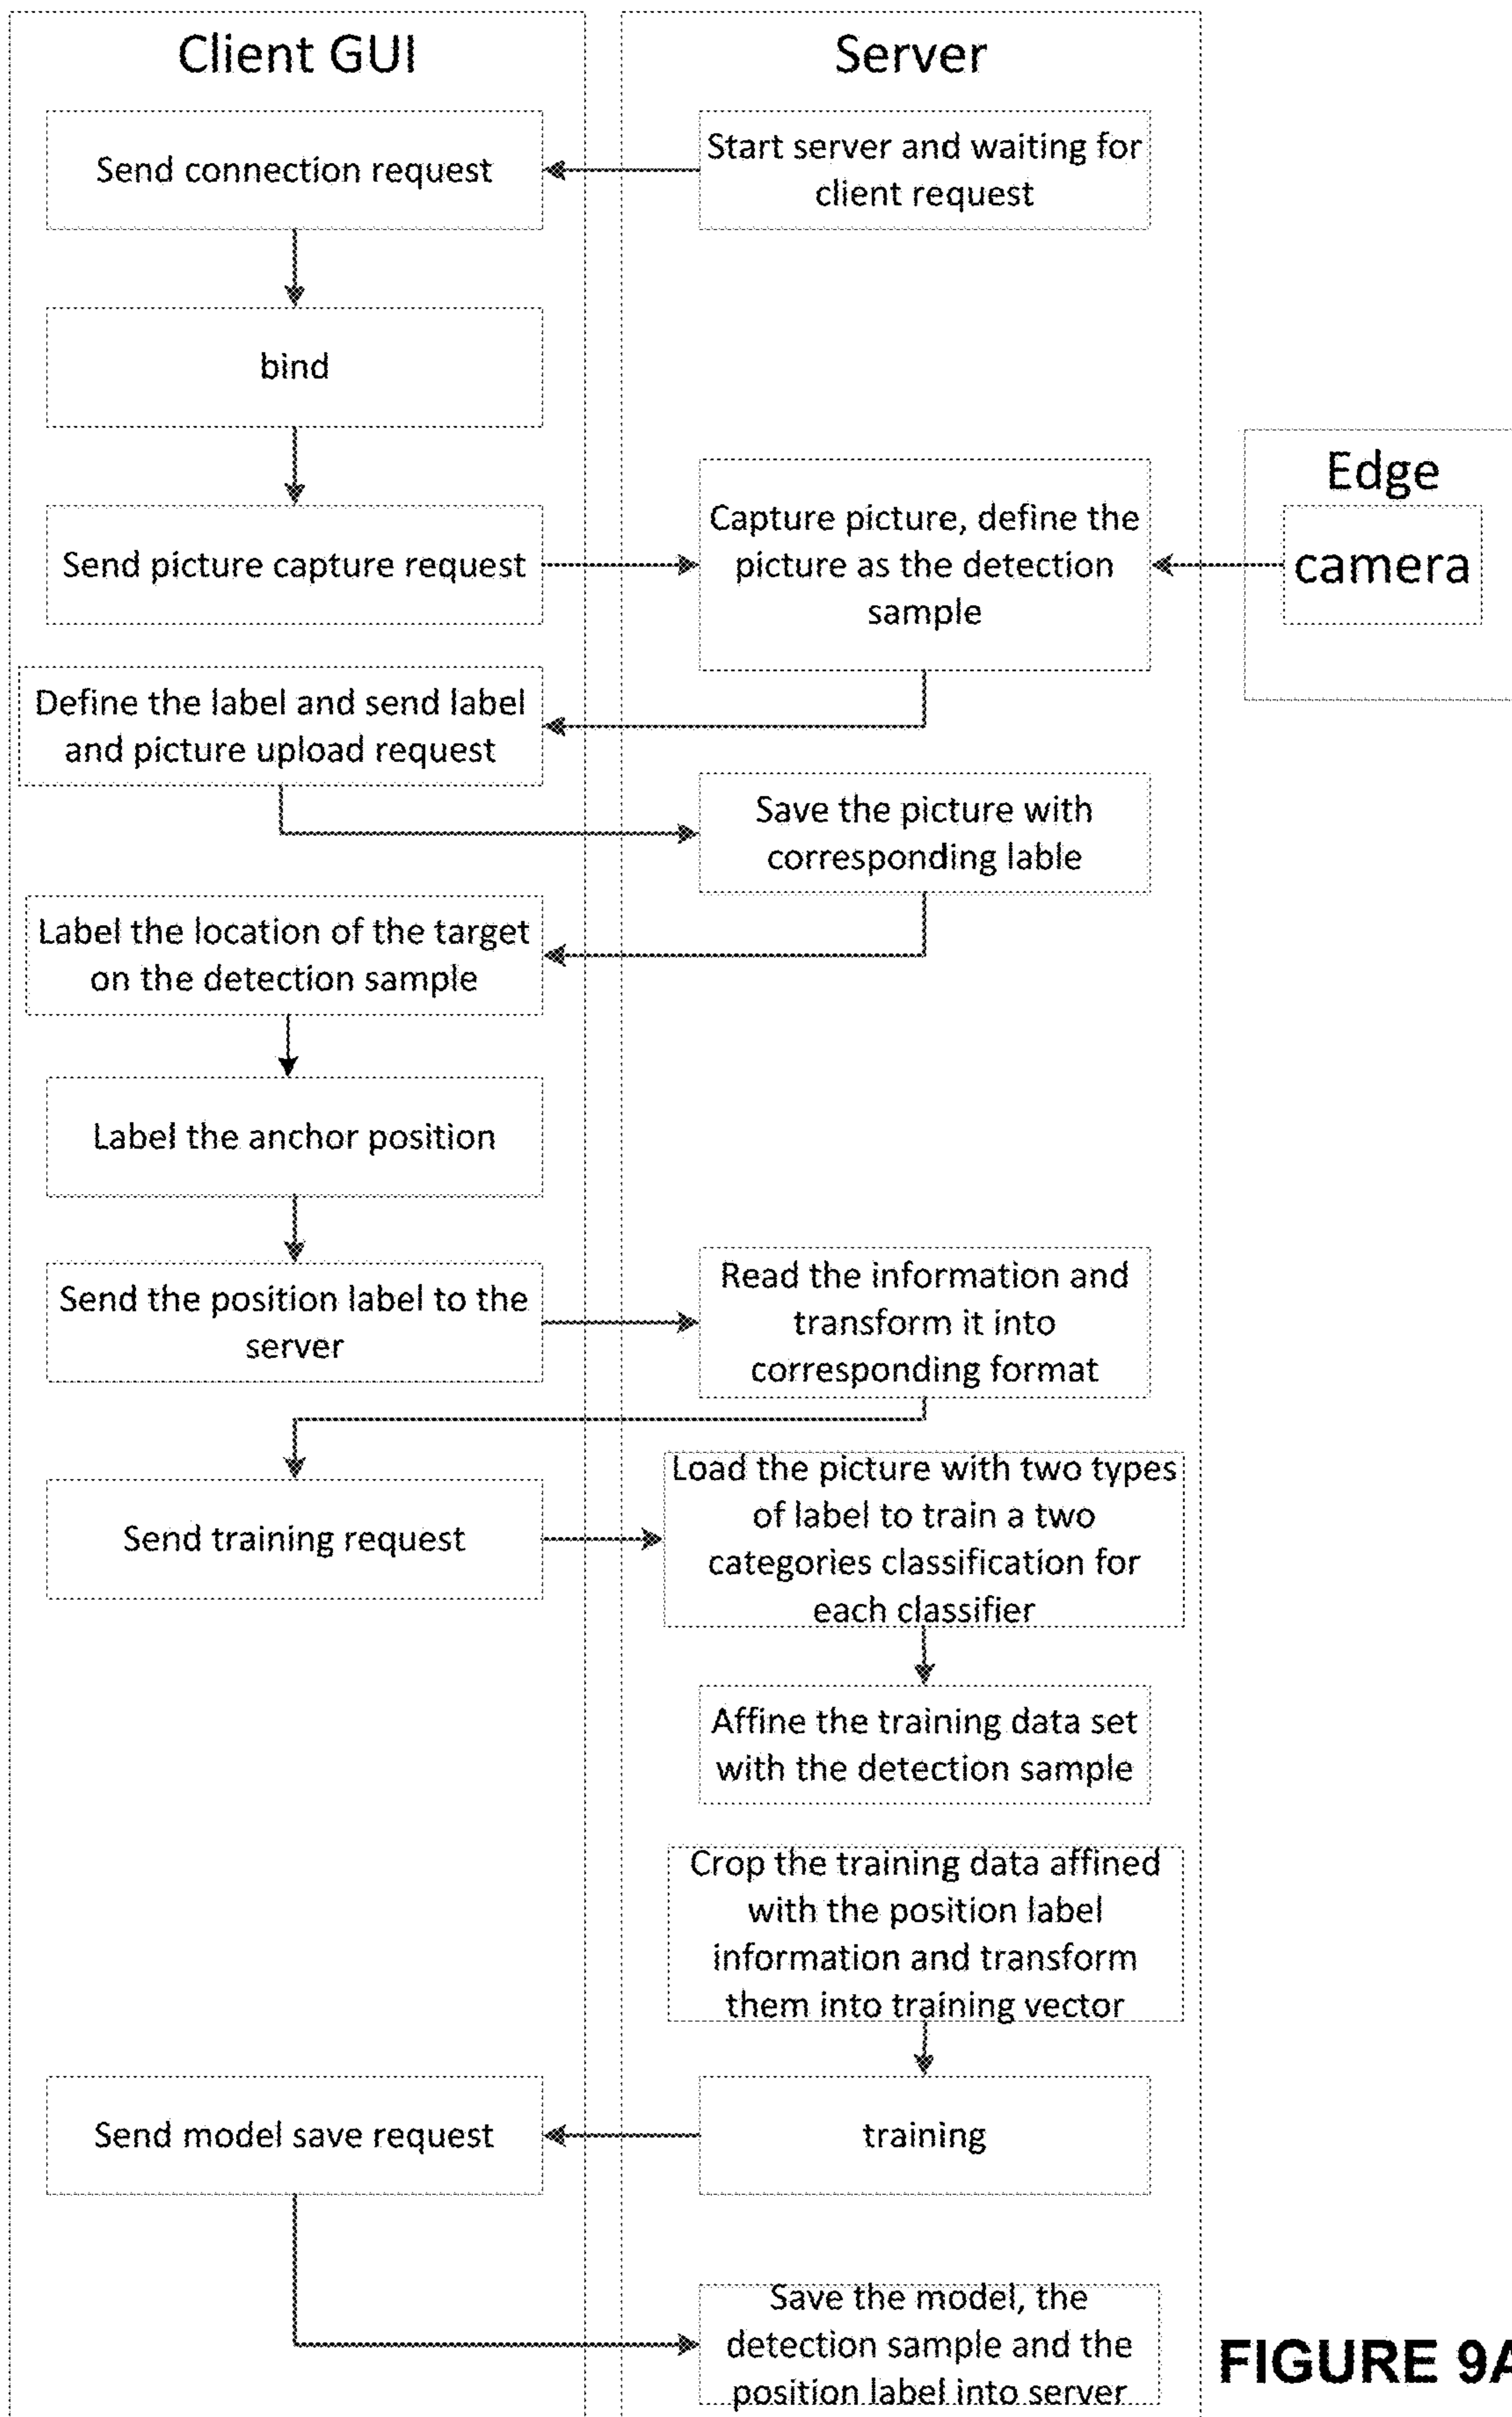 Client GUI
Server
Send connection request
Start server and waiting for
client request
bind
Edge
camera
Send picture capture request
Capture picture, define the
picture as the detection
sample
Define the label and send label
and picture upload request
Save the picture with
corresponding lable
Label the location of the target
on the detection sample
Label the anchor position
Send the position label to the
server
Read the information and
transform it into
corresponding format
Send training request
Load the picture with two types
of label to train a two
categories classification for
each classifier
Affine the training data set
with the detection sample
Crop the training data affined
with the position label
information and transform
them into training vector
Send model save request
training
Save the model, the
detection sample and the
position label into server
FIGURE 9A